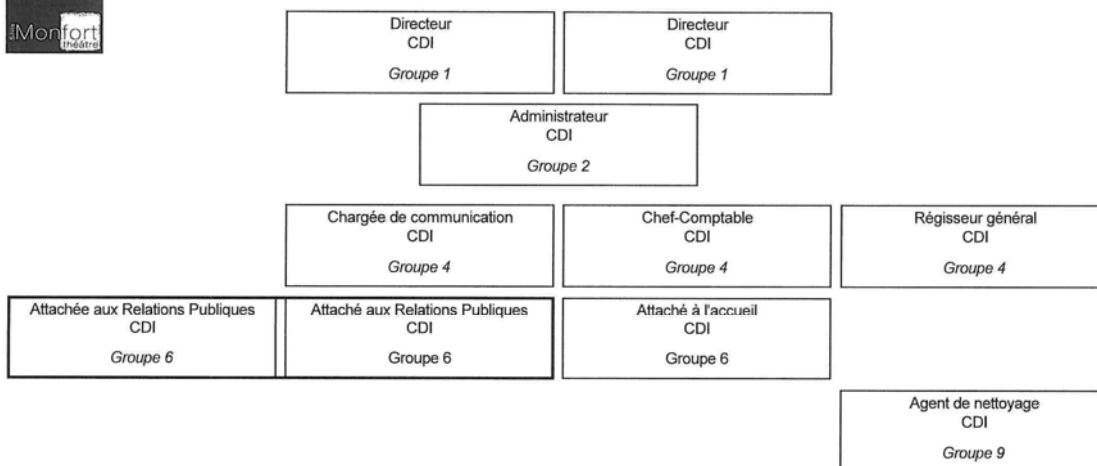 Silvia
Monfort
théâtre
Directeur
CDI
Groupe 1
Directeur
CDI
Groupe 1
Administrateur
CDI
Groupe 2
Chargée de communication
CDI
Groupe 4
Chef-Comptable
CDI
Groupe 4
Régisseur général
CDI
Groupe 4
Attachée aux Relations Publiques
CDI
Groupe 6
Attaché aux Relations Publiques
CDI
Groupe 6
Attaché à l'accueil
CDI
Groupe 6
Agent de nettoyage
CDI
Groupe 9